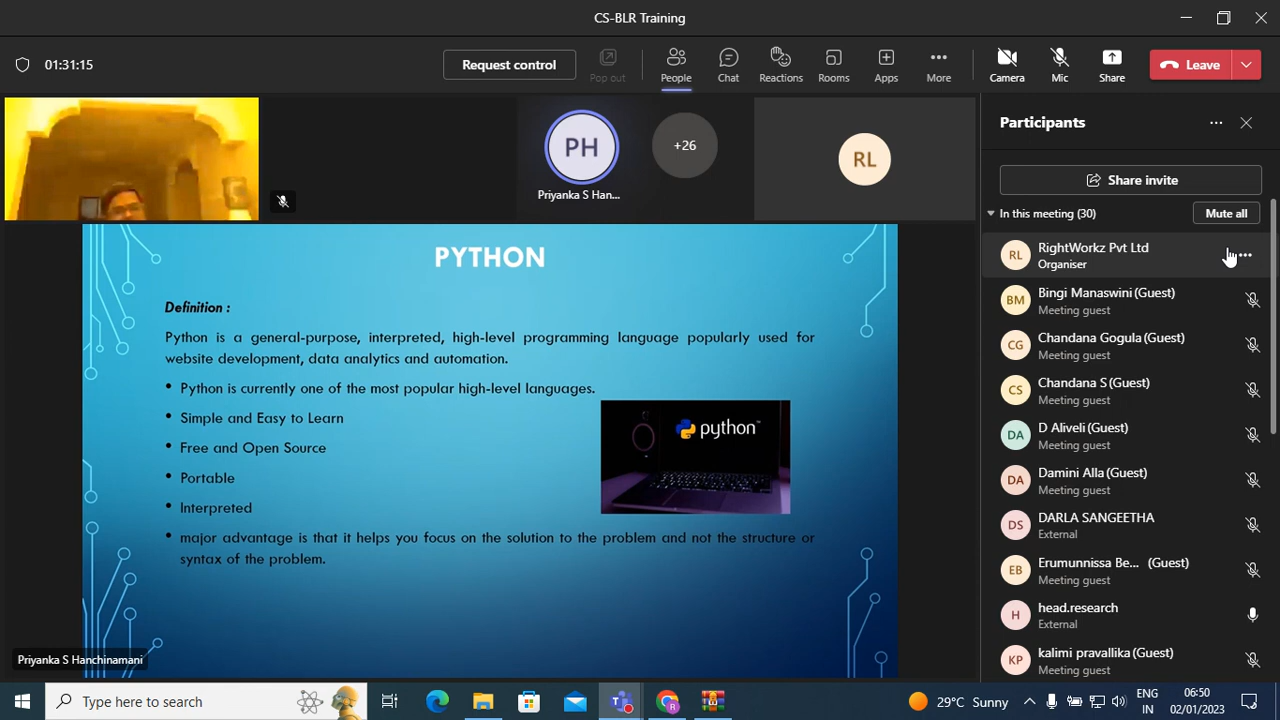 CS-BLR Training
01:31:15
Request control
Pop out
People
Chat
Reactions
Rooms
Apps
More
Camera
Mic
Share
Leave
PH
Priyanka S Han...
+26
RL
Participants
Share invite
In this meeting (30)
Mute all
RL
RightWorkz Pvt Ltd
Organiser
BM
Bingi Manaswini (Guest)
Meeting guest
CG
Chandana Gogula (Guest)
Meeting guest
CS
Chandana S (Guest)
Meeting guest
DA
D Aliveli (Guest)
Meeting guest
DA
Damini Alla (Guest)
Meeting guest
DS
DARLA SANGEETHA
External
EB
Erumunnissa Be... (Guest)
Meeting guest
H
head.research
External
KP
kalimi pravallika (Guest)
Meeting guest
PYTHON
Definition :
Python is a general-purpose, interpreted, high-level programming language popularly used for
website development, data analytics and automation.
• Python is currently one of the most popular high-level languages.
• Simple and Easy to Learn
• Free and Open Source
• Portable
• Interpreted
• major advantage is that it helps you focus on the solution to the problem and not the structure or
syntax of the problem.
python™
Priyanka S Hanchinamani
Type here to search
29°C Sunny
ENG
IN
06:50
02/01/2023